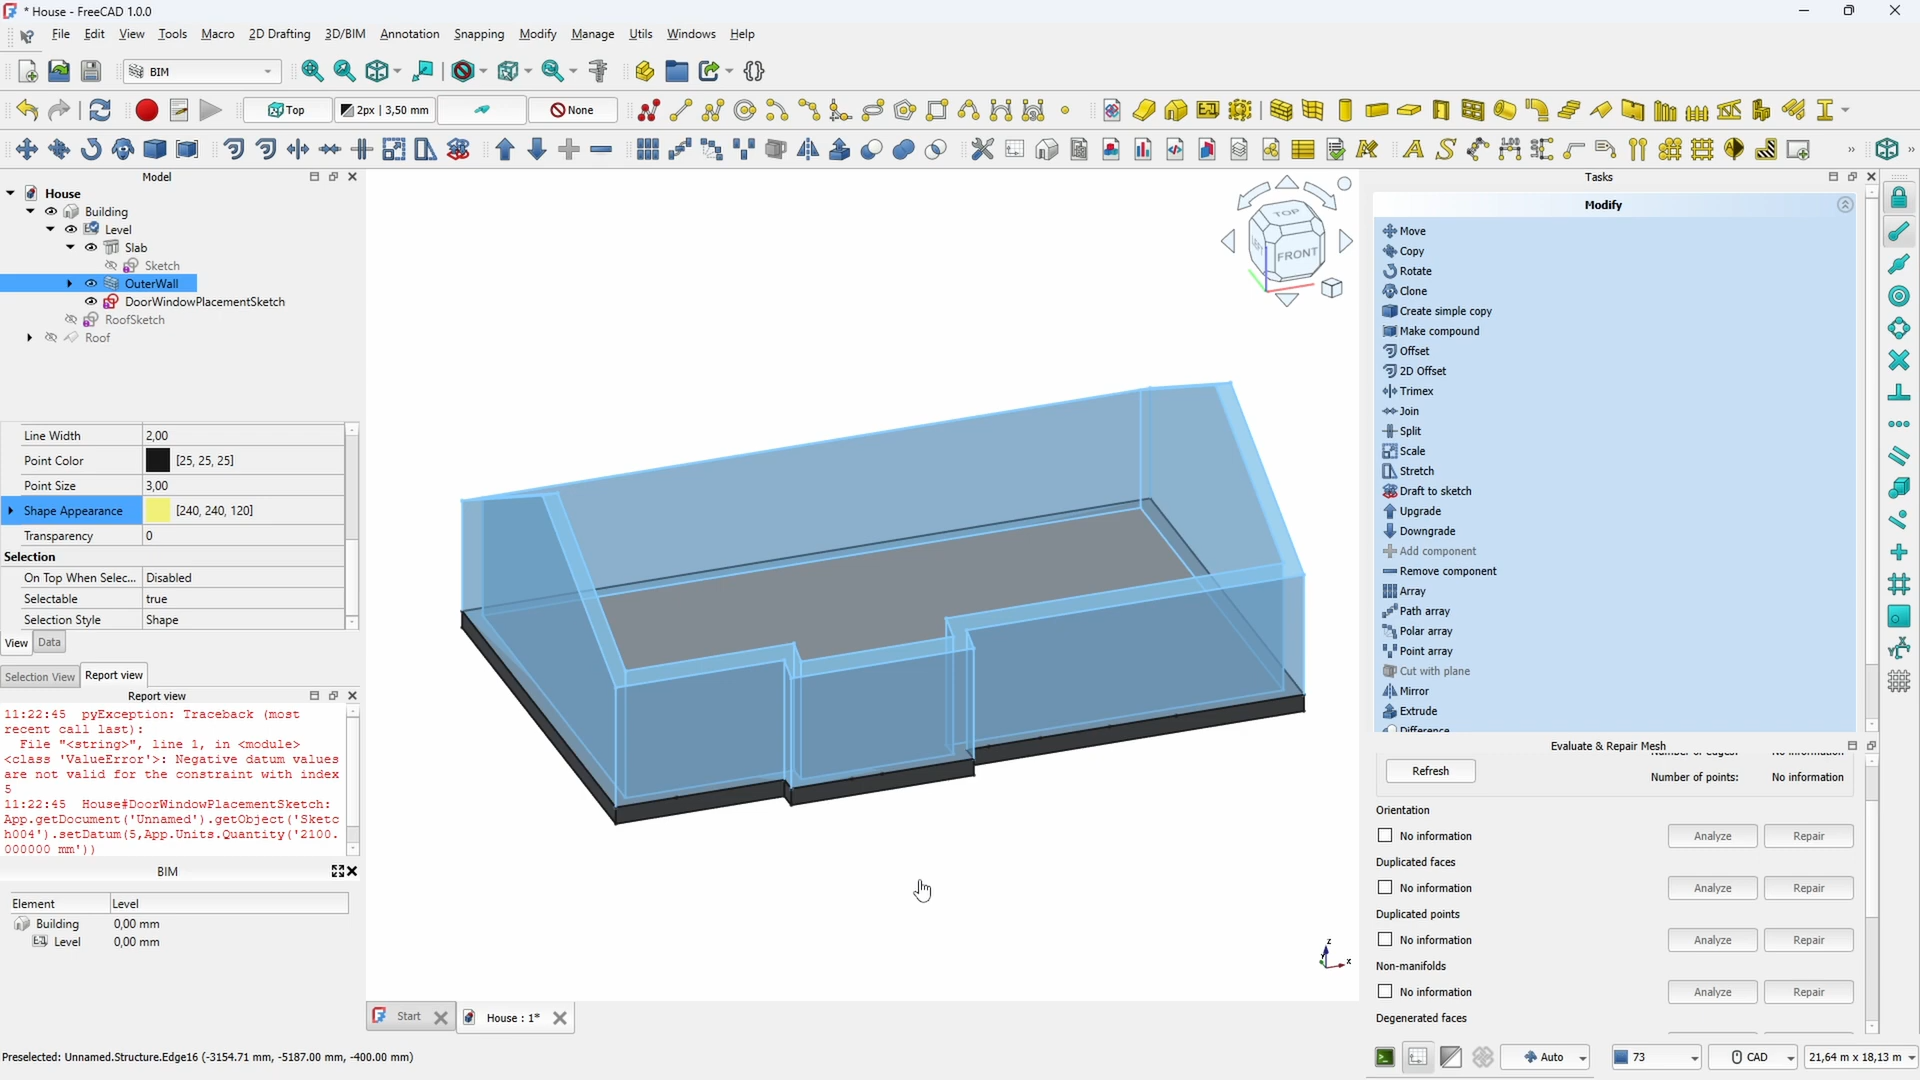 * House - FreeCAD 1.0.0
File Edit View Tools Macro 2D Drafting 3D/BIM Annotation Snapping Modify Manage Utils Windows Help
BIM
Top 2px | 3,50 mm None
Model
House
Building
Level
Slab
Sketch
OuterWall
DoorWindowPlacementSketch
RoofSketch
Roof
Line Width 2,00
Point Color [25, 25, 25]
Point Size 3,00
Shape Appearance [240, 240, 120]
Transparency 0
Selection
On Top When Selec... Disabled
Selectable true
Selection Style Shape
View Data
Selection View Report view
Report view
11:22:45 pyException: Traceback (most
recent call last):
File "<string>", line 1, in <module>
<class 'ValueError'>: Negative datum values
are not valid for the constraint with index
5
11:22:45 House#DoorWindowPlacementSketch:
App.getDocument('Unnamed').getObject('Sketc
h004').setDatum(5,App.Units.Quantity('2100.
000000 mm'))
BIM
Element Level
Building 0,00 mm
Level 0,00 mm
TOP
LEFT
FRONT
z
y
x
Start House : 1*
Tasks
Modify
Move
Copy
Rotate
Clone
Create simple copy
Make compound
Offset
2D Offset
Trimex
Join
Split
Scale
Stretch
Draft to sketch
Upgrade
Downgrade
Add component
Remove component
Array
Path array
Polar array
Point array
Cut with plane
Mirror
Extrude
Difference
Evaluate & Repair Mesh
Number of edges: No information
Refresh Number of points: No information
Orientation
No information Analyze Repair
Duplicated faces
No information Analyze Repair
Duplicated points
No information Analyze Repair
Non-manifolds
No information Analyze Repair
Degenerated faces
Preselected: Unnamed.Structure.Edge16 (-3154.71 mm, -5187.00 mm, -400.00 mm)
Auto 73 CAD 21,64 m x 18,13 m